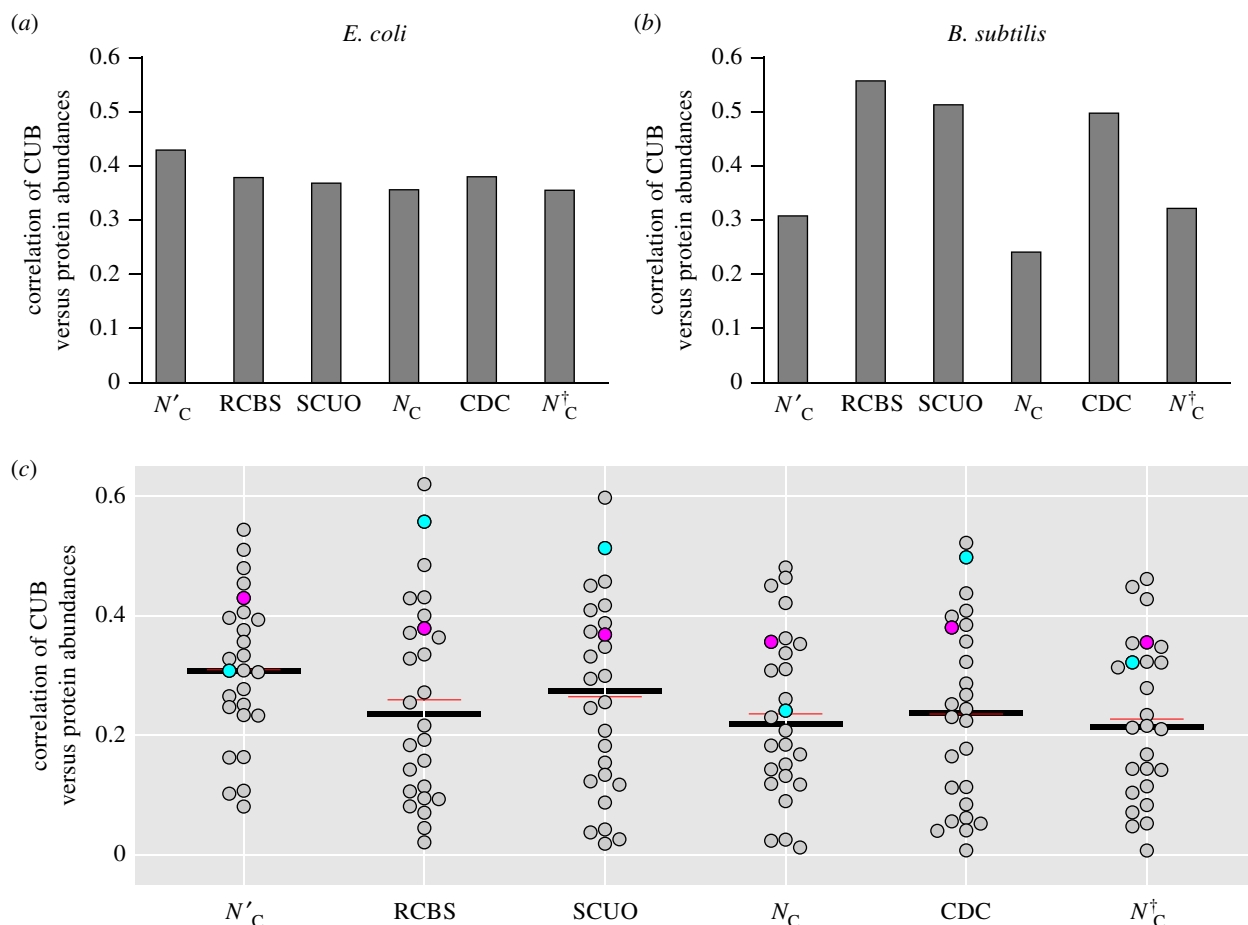 (a)
E. coli
correlation of CUB
versus protein abundances
0.6
0.5
0.4
0.3
0.2
0.1
0
N′C RCBS SCUO NC CDC N†C
(b)
B. subtilis
correlation of CUB
versus protein abundances
0.6
0.5
0.4
0.3
0.2
0.1
0
N′C RCBS SCUO NC CDC N†C
(c)
correlation of CUB
versus protein abundances
0.6
0.4
0.2
0
N′C RCBS SCUO NC CDC N†C